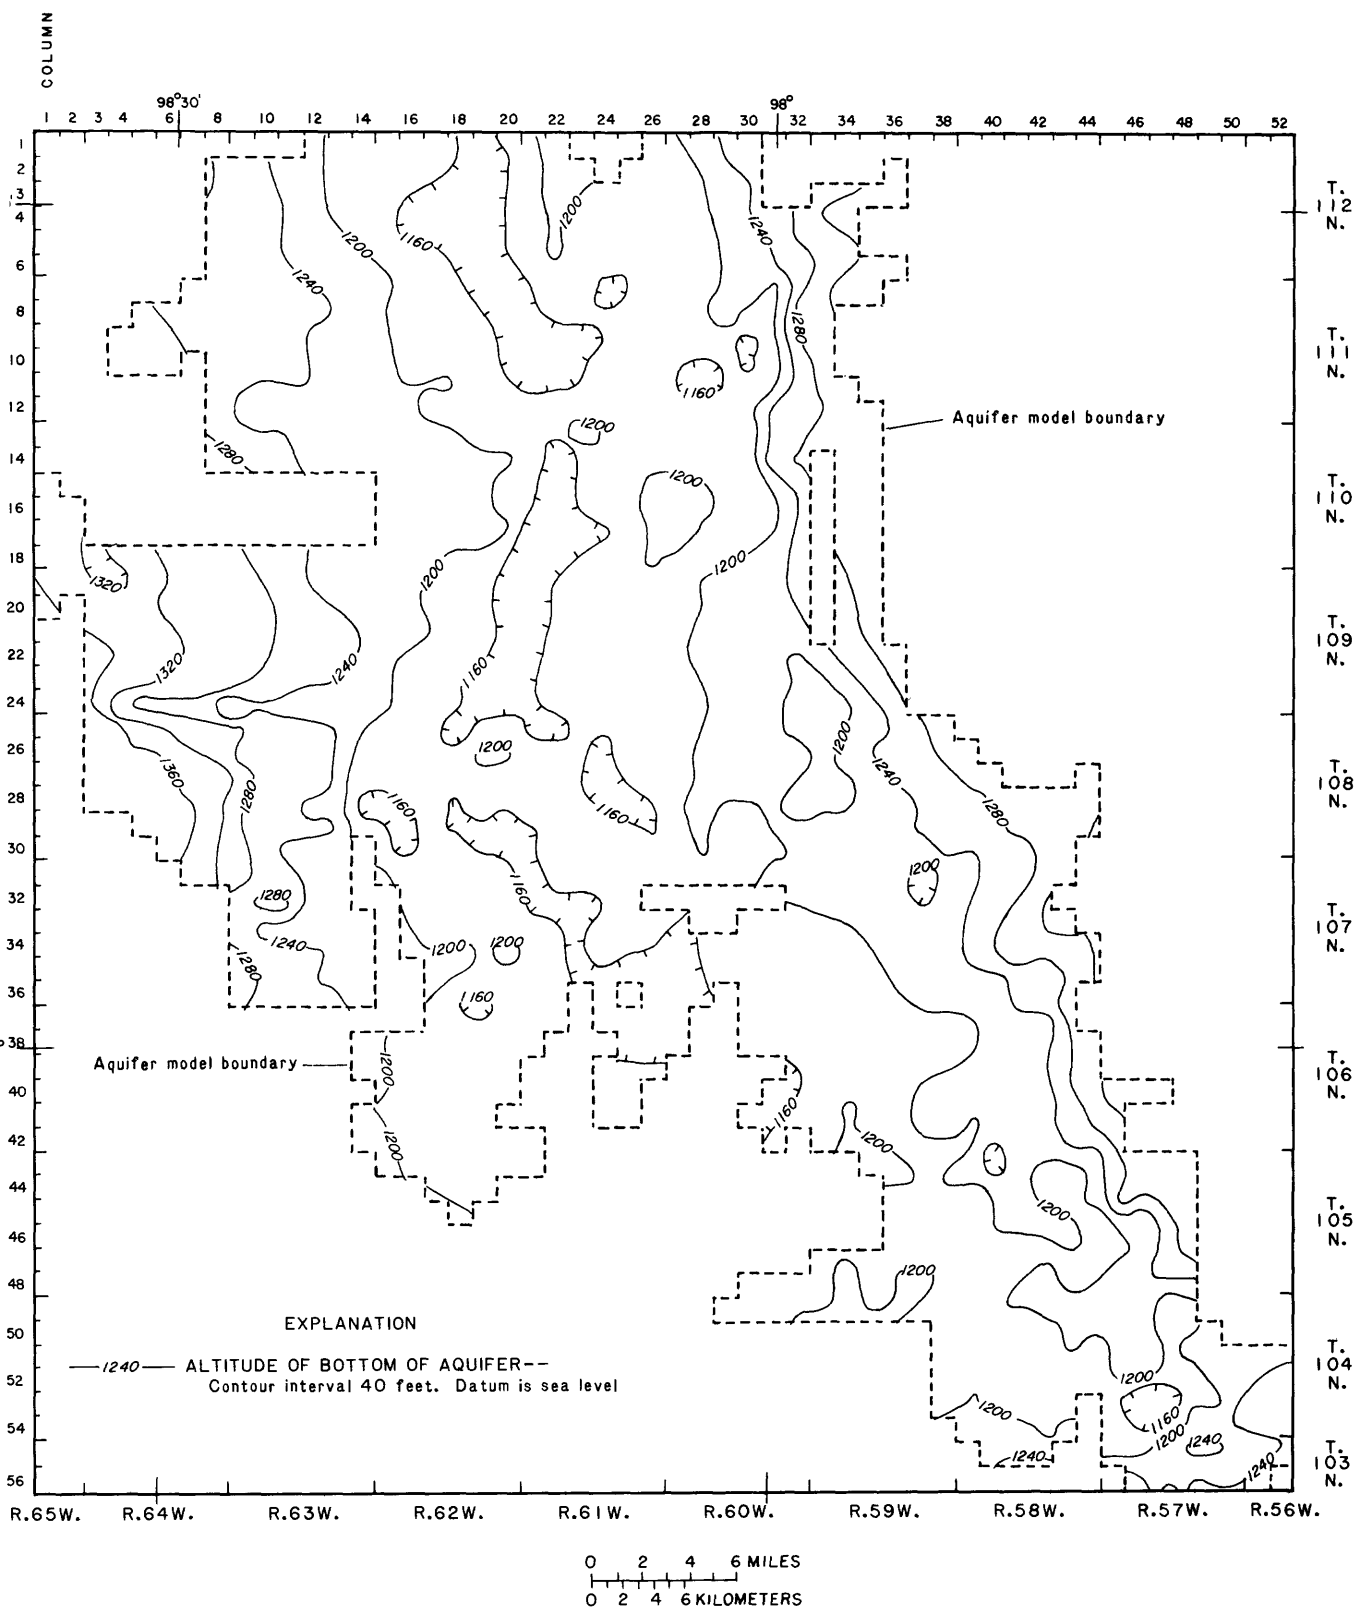 COLUMN
98°30'
98°
1 2 3 4 6 8 10 12 14 16 18 20 22 24 26 28 30 32 34 36 38 40 42 44 46 48 50 52
1
2
3
4
6
8
10
12
14
16
18
20
22
24
26
28
30
32
34
36
38
40
42
44
46
48
50
52
54
56
T.
112
N.
T.
111
N.
T.
110
N.
T.
109
N.
T.
108
N.
T.
107
N.
T.
106
N.
T.
105
N.
T.
104
N.
T.
103
N.
1200
1240
1200
1160
1240
1280
1160
Aquifer model boundary
1200
1280
1200
1320
1200
1200
1320
1240
1160
1200
1200
1360
1240
1280
1160
1160
1280
1200
1160
1280
1240
1200
1200
1280
1160
Aquifer model boundary
1200
1160
1200
1200
1200
1200
EXPLANATION
—1240— ALTITUDE OF BOTTOM OF AQUIFER--
Contour interval 40 feet. Datum is sea level
1200
1200
1160
1200
1240
1240
1240
R.65W. R.64W. R.63W. R.62W. R.61W. R.60W. R.59W. R.58W. R.57W. R.56W.
0 2 4 6 MILES
0 2 4 6 KILOMETERS